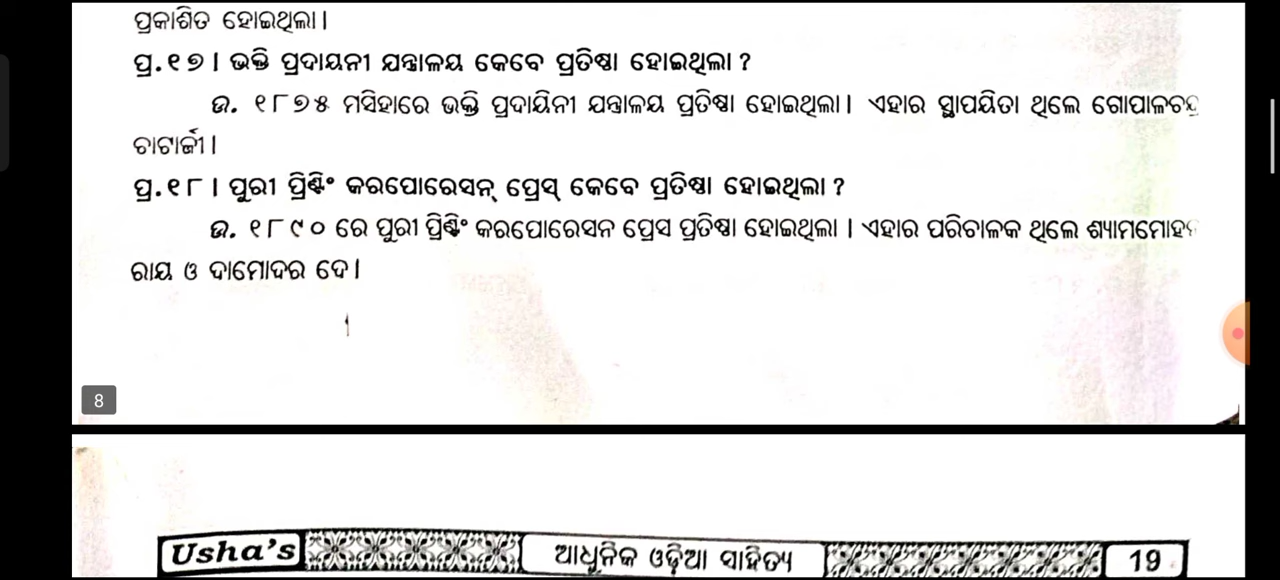 ପ୍ରକାଶିତ ହୋଇଥିଲା।
ପ୍ର.୧୭। ଭକ୍ତି ପ୍ରଦାୟନୀ ଯନ୍ତ୍ରାଳୟ କେବେ ପ୍ରତିଷ୍ଠା ହୋଇଥିଲା ?
ଉ. ୧୮୭୫ ମସିହାରେ ଭକ୍ତି ପ୍ରଦାୟିନୀ ଯନ୍ତ୍ରାଳୟ ପ୍ରତିଷ୍ଠା ହୋଇଥିଲା। ଏହାର ସ୍ଥାପୟିତା ଥିଲେ ଗୋପାଳଚନ୍ଦ୍ର
ଚାଟାର୍ଜୀ।
ପ୍ର.୧୮। ପୁରୀ ପ୍ରିଣ୍ଟିଂ କରପୋରେସନ୍ ପ୍ରେସ୍ କେବେ ପ୍ରତିଷ୍ଠା ହୋଇଥିଲା ?
ଉ. ୧୮୯୦ ରେ ପୁରୀ ପ୍ରିଣ୍ଟିଂ କରପୋରେସନ ପ୍ରେସ ପ୍ରତିଷ୍ଠା ହୋଇଥିଲା। ଏହାର ପରିଚାଳକ ଥିଲେ ଶ୍ୟାମମୋହନ
ରାୟ ଓ ଦାମୋଦର ଦେ।
8
Usha's ଆଧୁନିକ ଓଡ଼ିଆ ସାହିତ୍ୟ 19